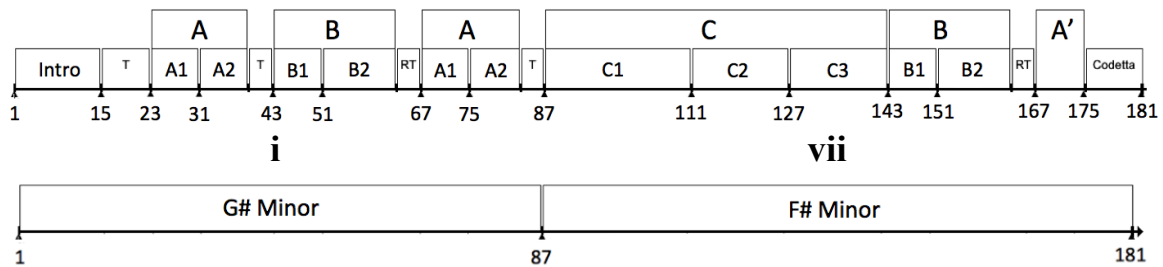 A B A C B A’
Intro T A1 A2 T B1 B2 RT A1 A2 T C1 C2 C3 B1 B2 RT Codetta
1 15 23 31 43 51 67 75 87 111 127 143 151 167 175 181
i vii
G# Minor F# Minor
1 87 181